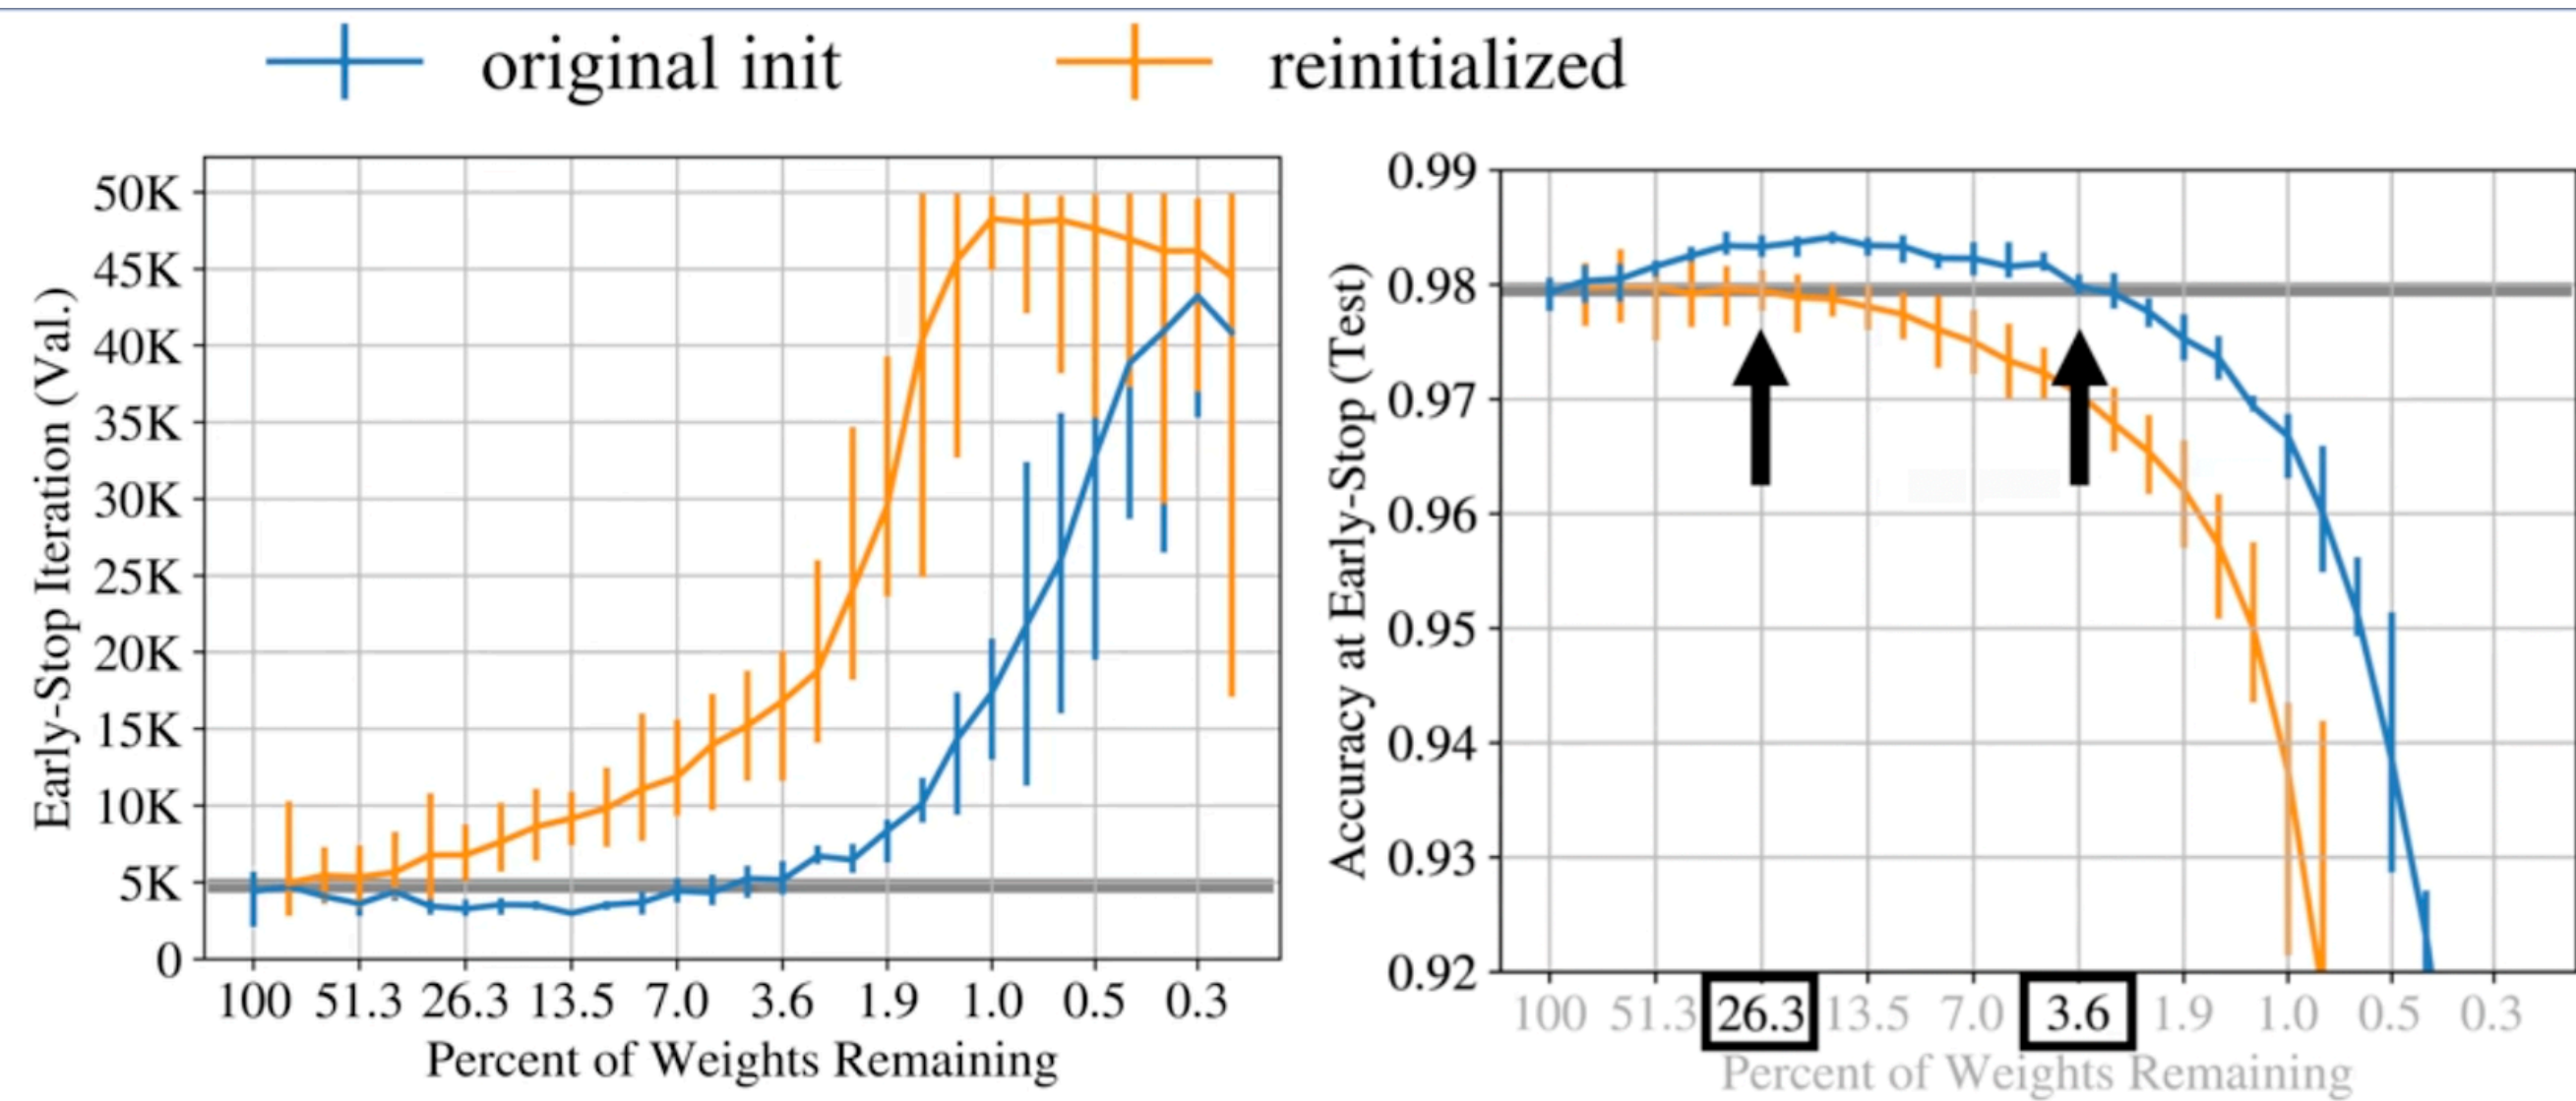 original init
reinitialized
Early-Stop Iteration (Val.)
50K
45K
40K
35K
30K
25K
20K
15K
10K
5K
0
100 51.3 26.3 13.5 7.0 3.6 1.9 1.0 0.5 0.3
Percent of Weights Remaining
Accuracy at Early-Stop (Test)
0.99
0.98
0.97
0.96
0.95
0.94
0.93
0.92
100 51.3 26.3 13.5 7.0 3.6 1.9 1.0 0.5 0.3
Percent of Weights Remaining